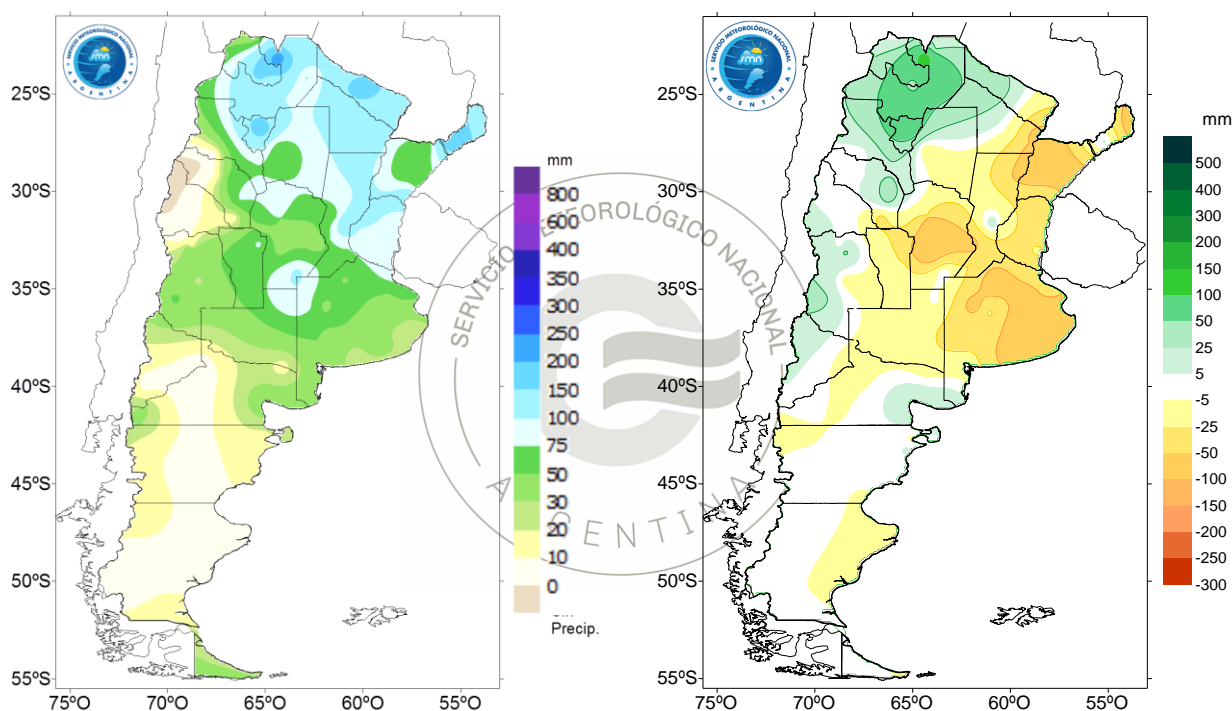 SERVICIO METEOROLÓGICO NACIONAL
smn
ARGENTINA
25ºS
30ºS
35ºS
40ºS
45ºS
50ºS
55ºS
75ºO
70ºO
65ºO
60ºO
55ºO
mm
800
600
400
350
300
250
200
150
100
75
50
30
20
10
0
Precip.
SERVICIO METEOROLÓGICO NACIONAL
ARGENTINA
SERVICIO METEOROLÓGICO NACIONAL
smn
ARGENTINA
25ºS
30ºS
35ºS
40ºS
45ºS
50ºS
55ºS
75ºO
70ºO
65ºO
60ºO
55ºO
mm
500
400
300
200
150
100
50
25
5
-5
-25
-50
-100
-150
-200
-250
-300